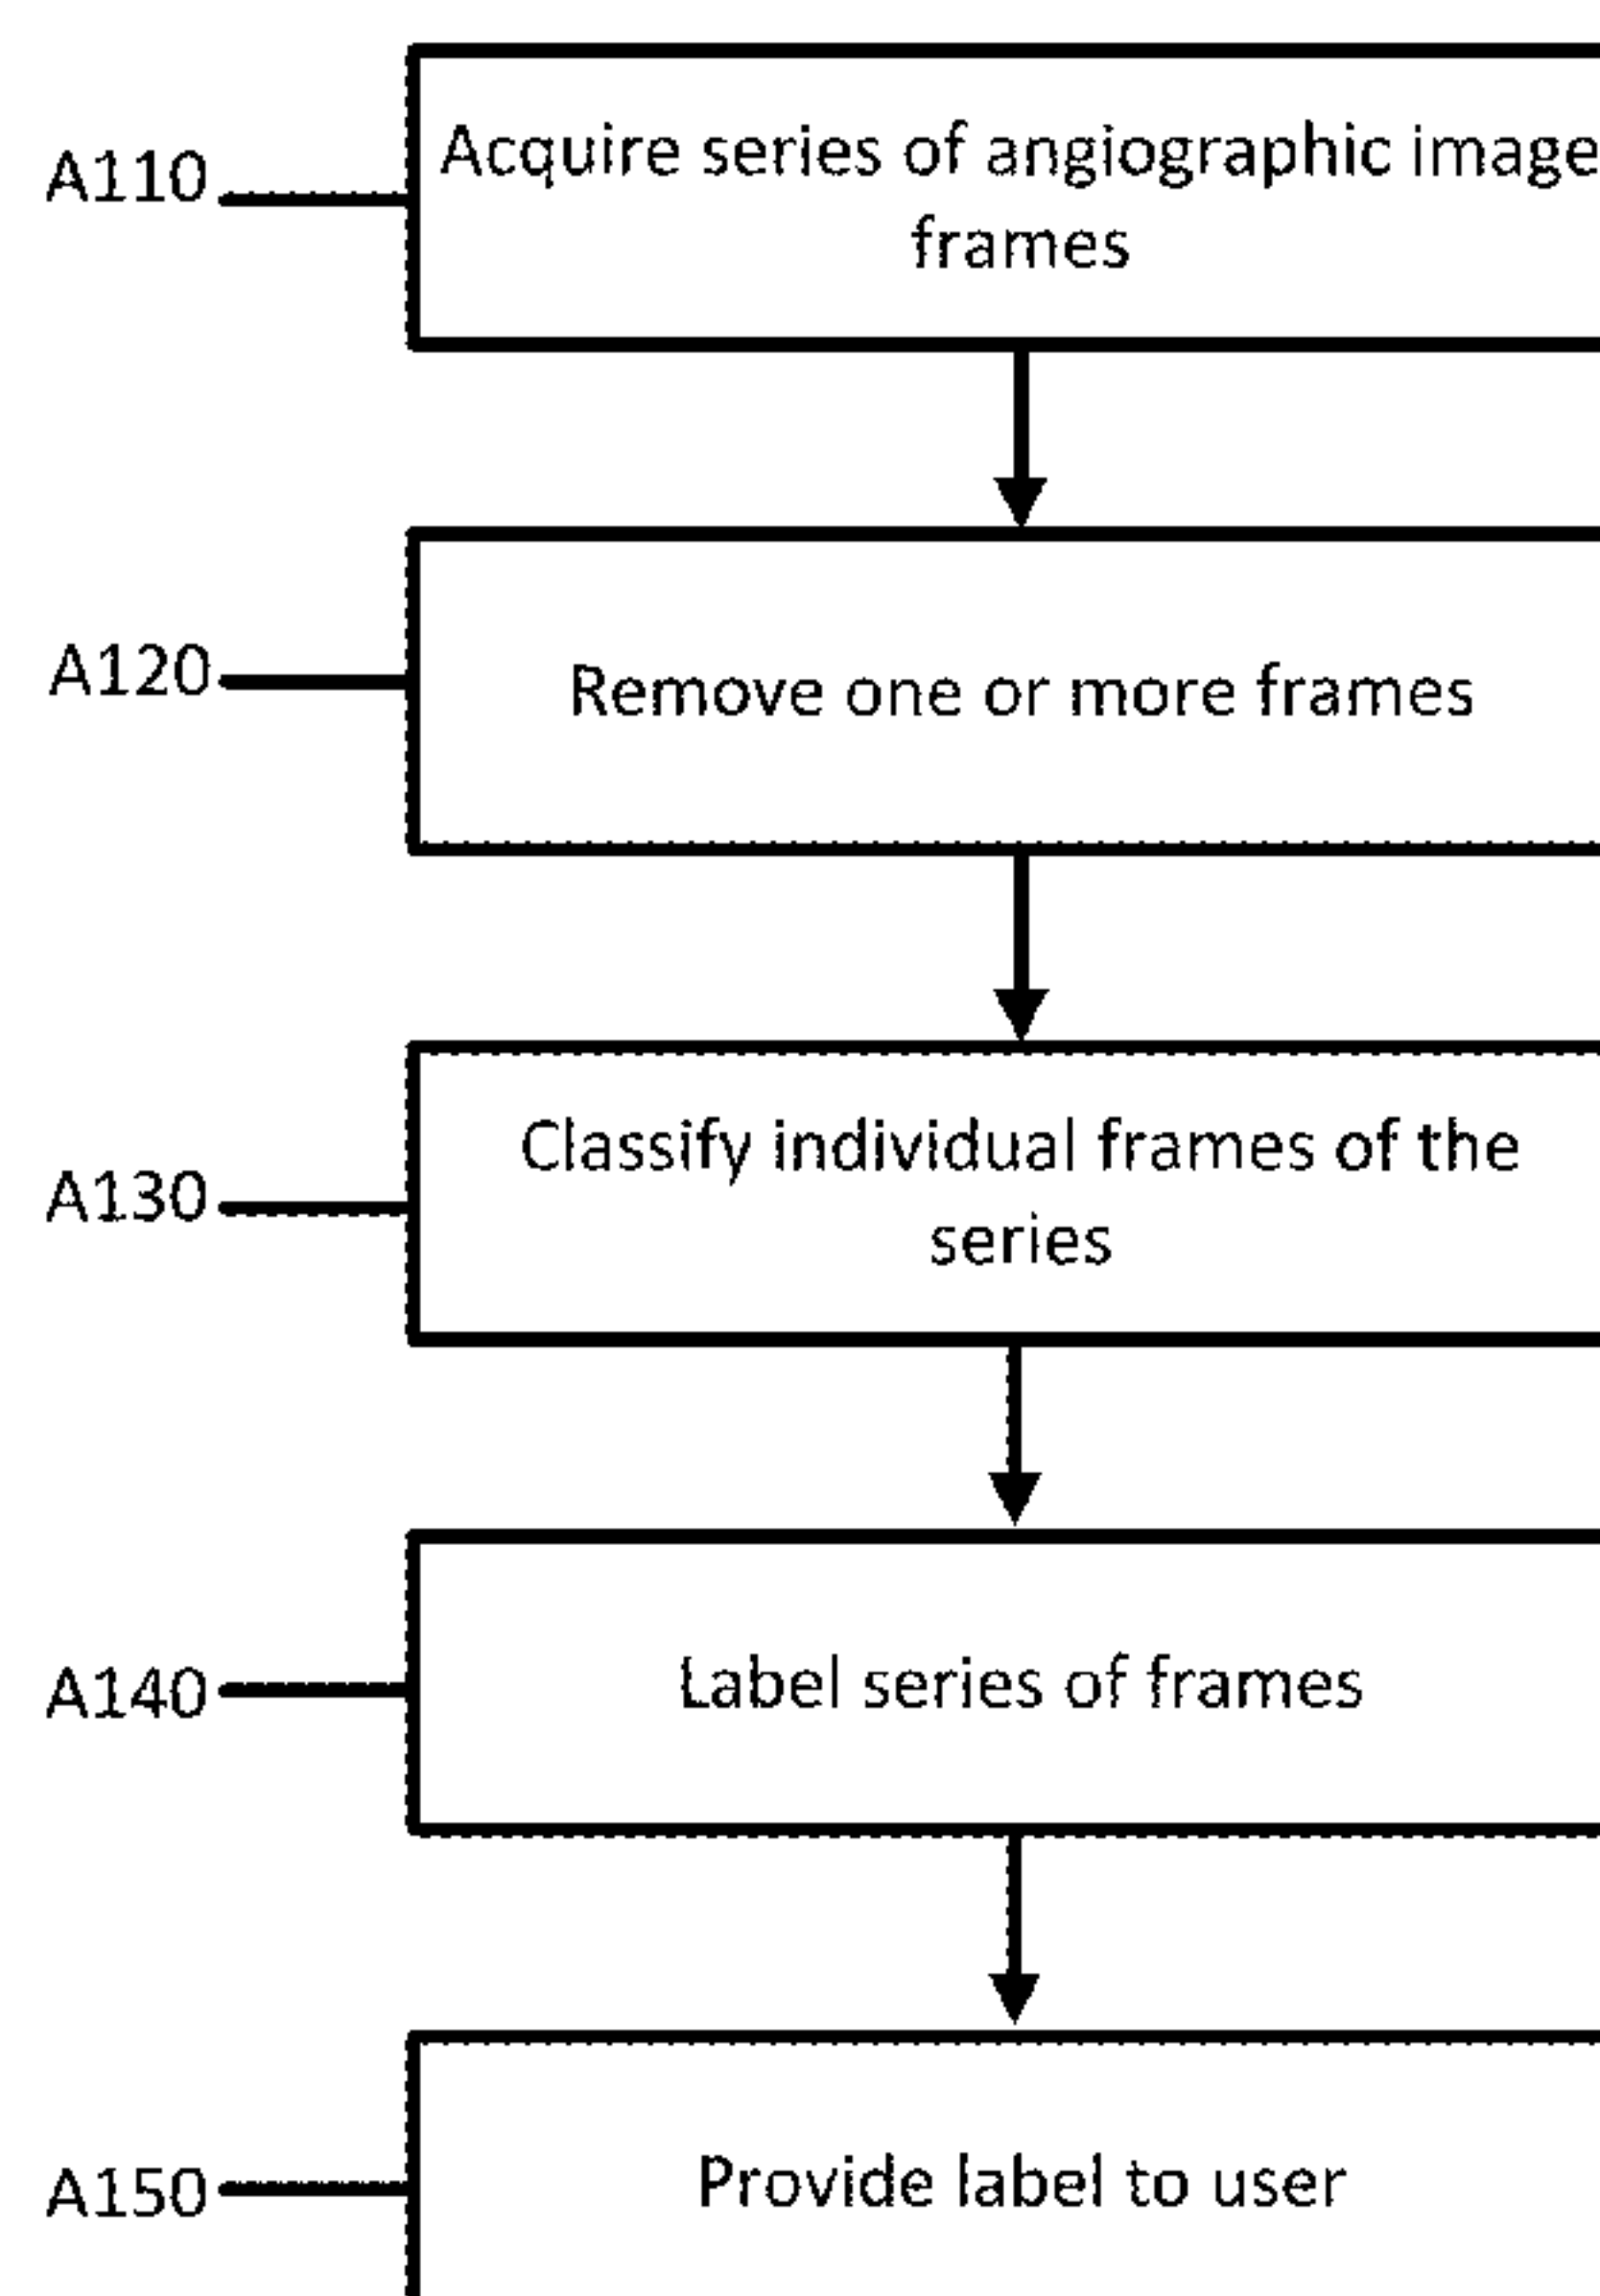 A110
Acquire series of angiographic image
frames
A120
Remove one or more frames
A130
Classify individual frames of the
series
A140
Label series of frames
A150
Provide label to user